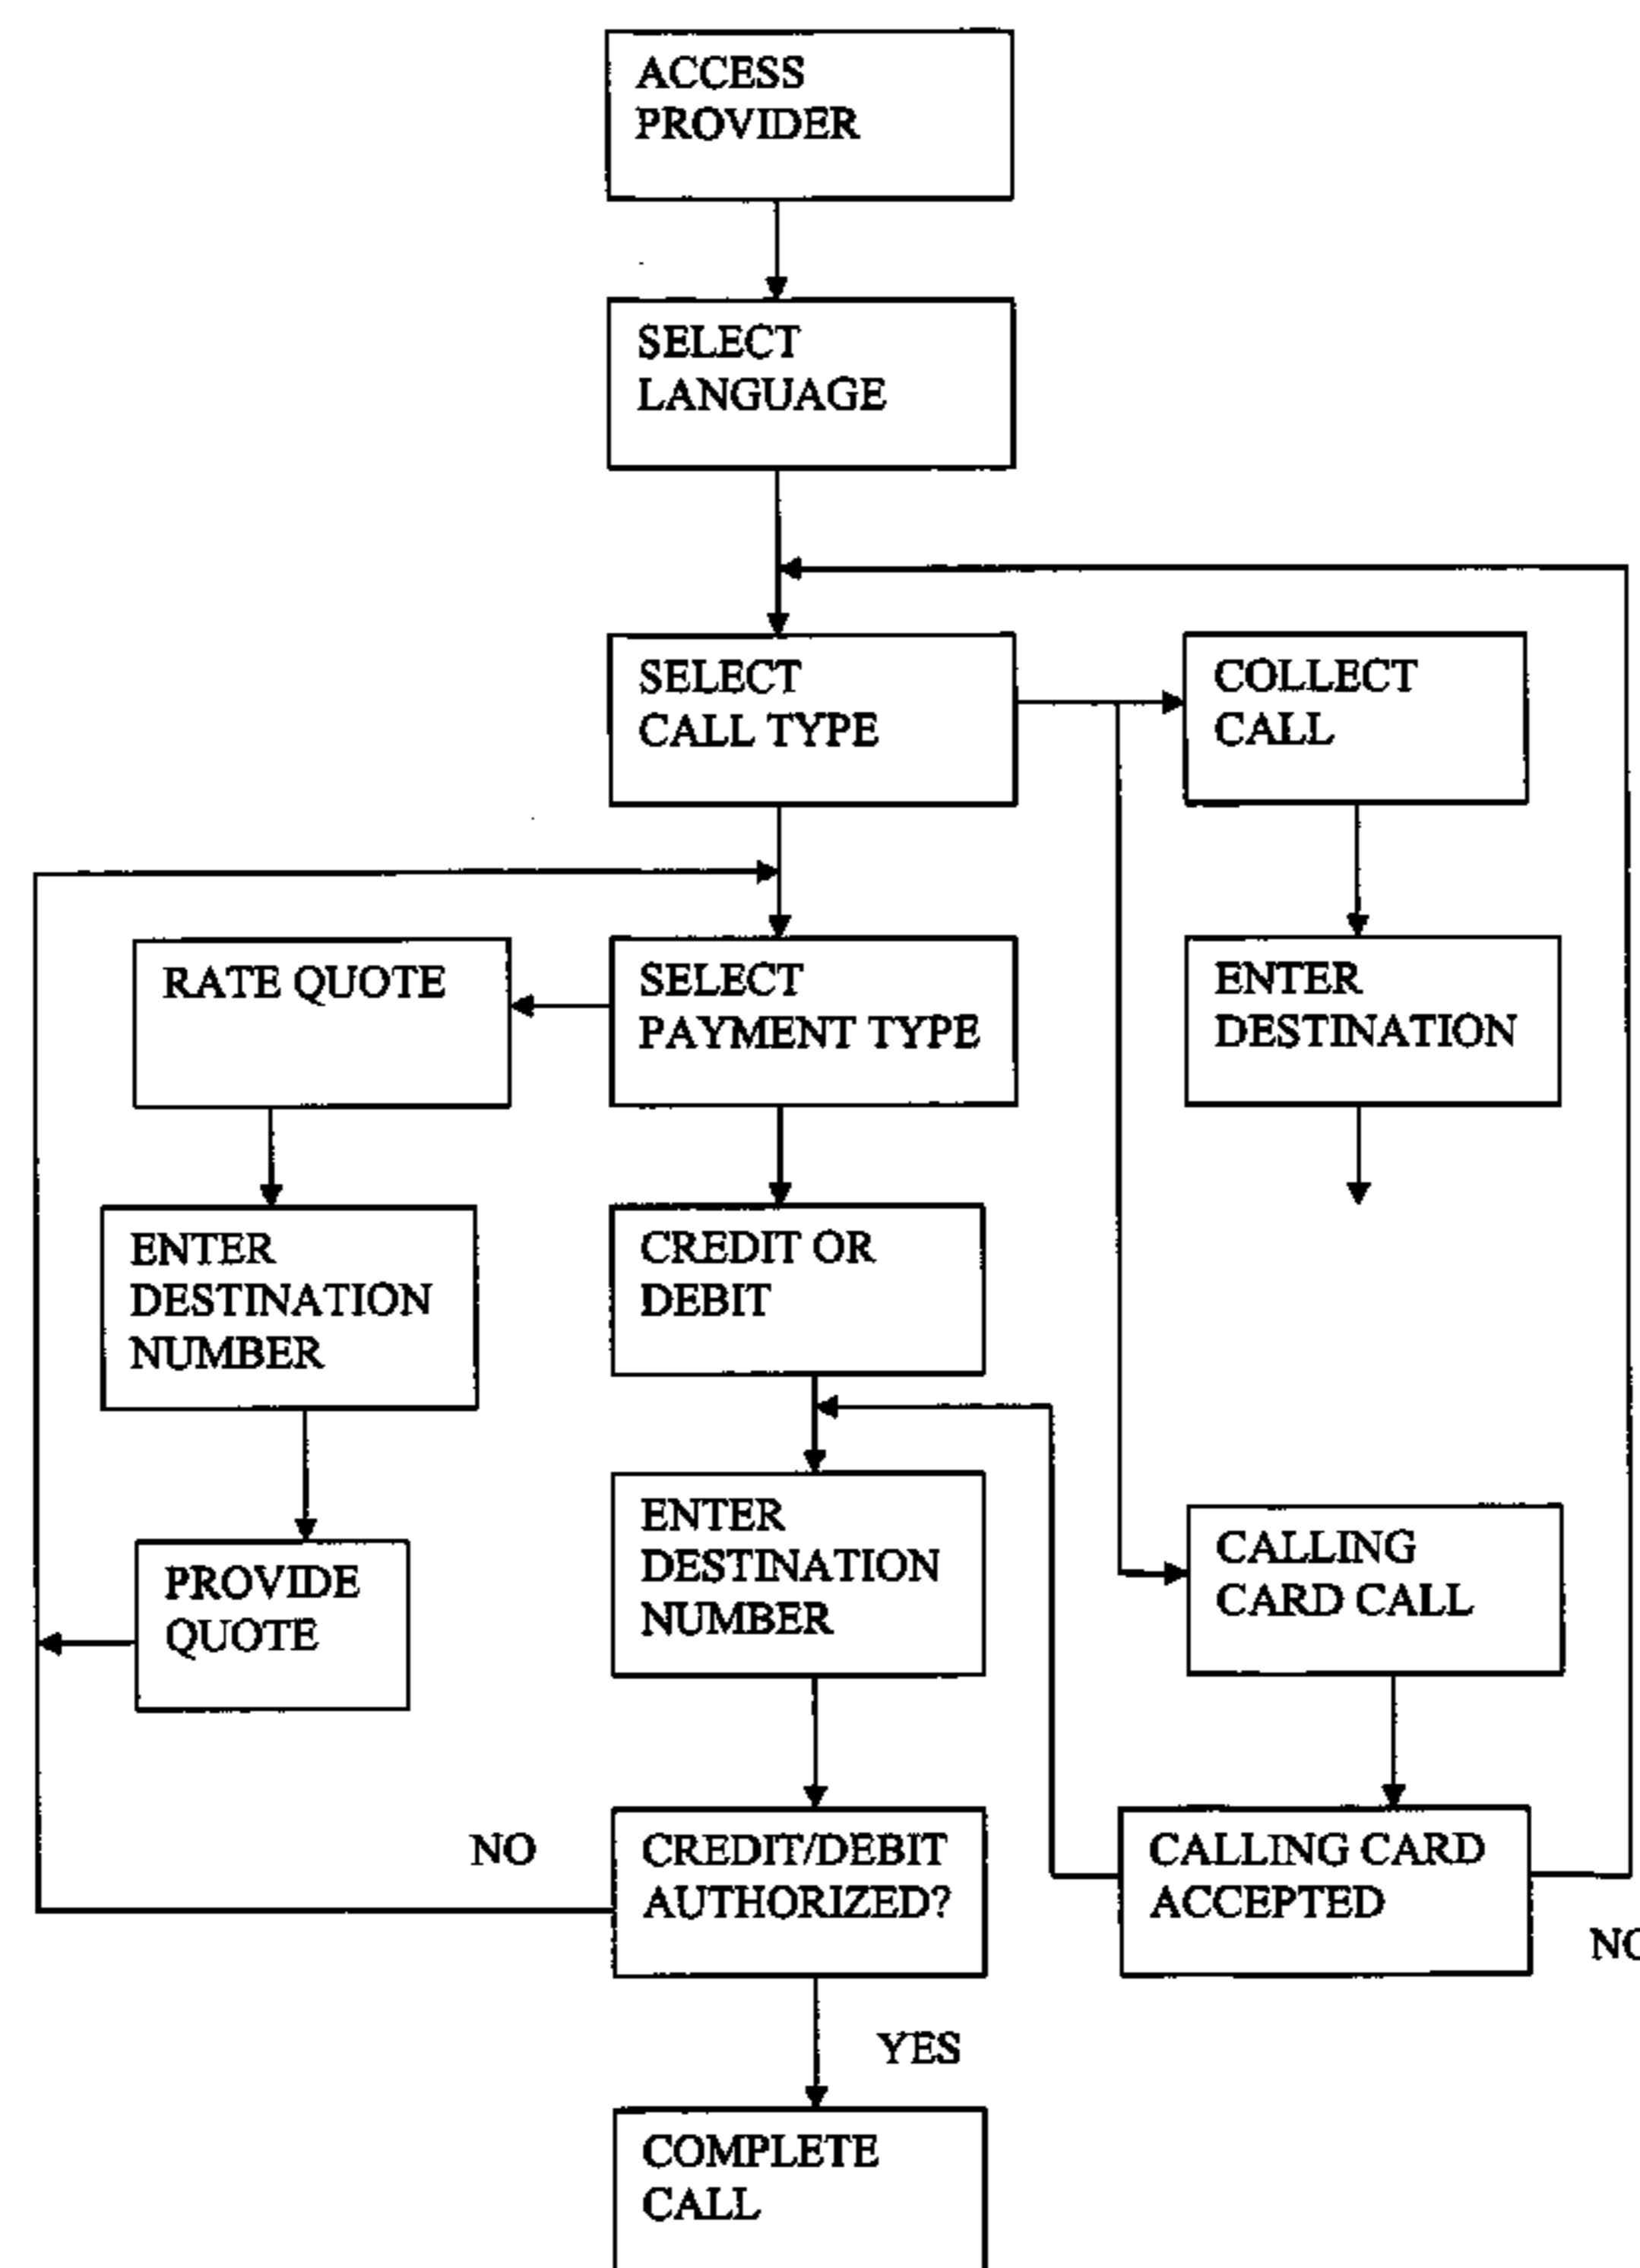 ACCESS
PROVIDER
SELECT
LANGUAGE
SELECT
CALL TYPE
COLLECT
CALL
RATE QUOTE
SELECT
PAYMENT TYPE
ENTER
DESTINATION
ENTER
DESTINATION
NUMBER
CREDIT OR
DEBIT
PROVIDE
QUOTE
ENTER
DESTINATION
NUMBER
CALLING
CARD CALL
NO
CREDIT/DEBIT
AUTHORIZED?
CALLING CARD
ACCEPTED
NO
YES
COMPLETE
CALL